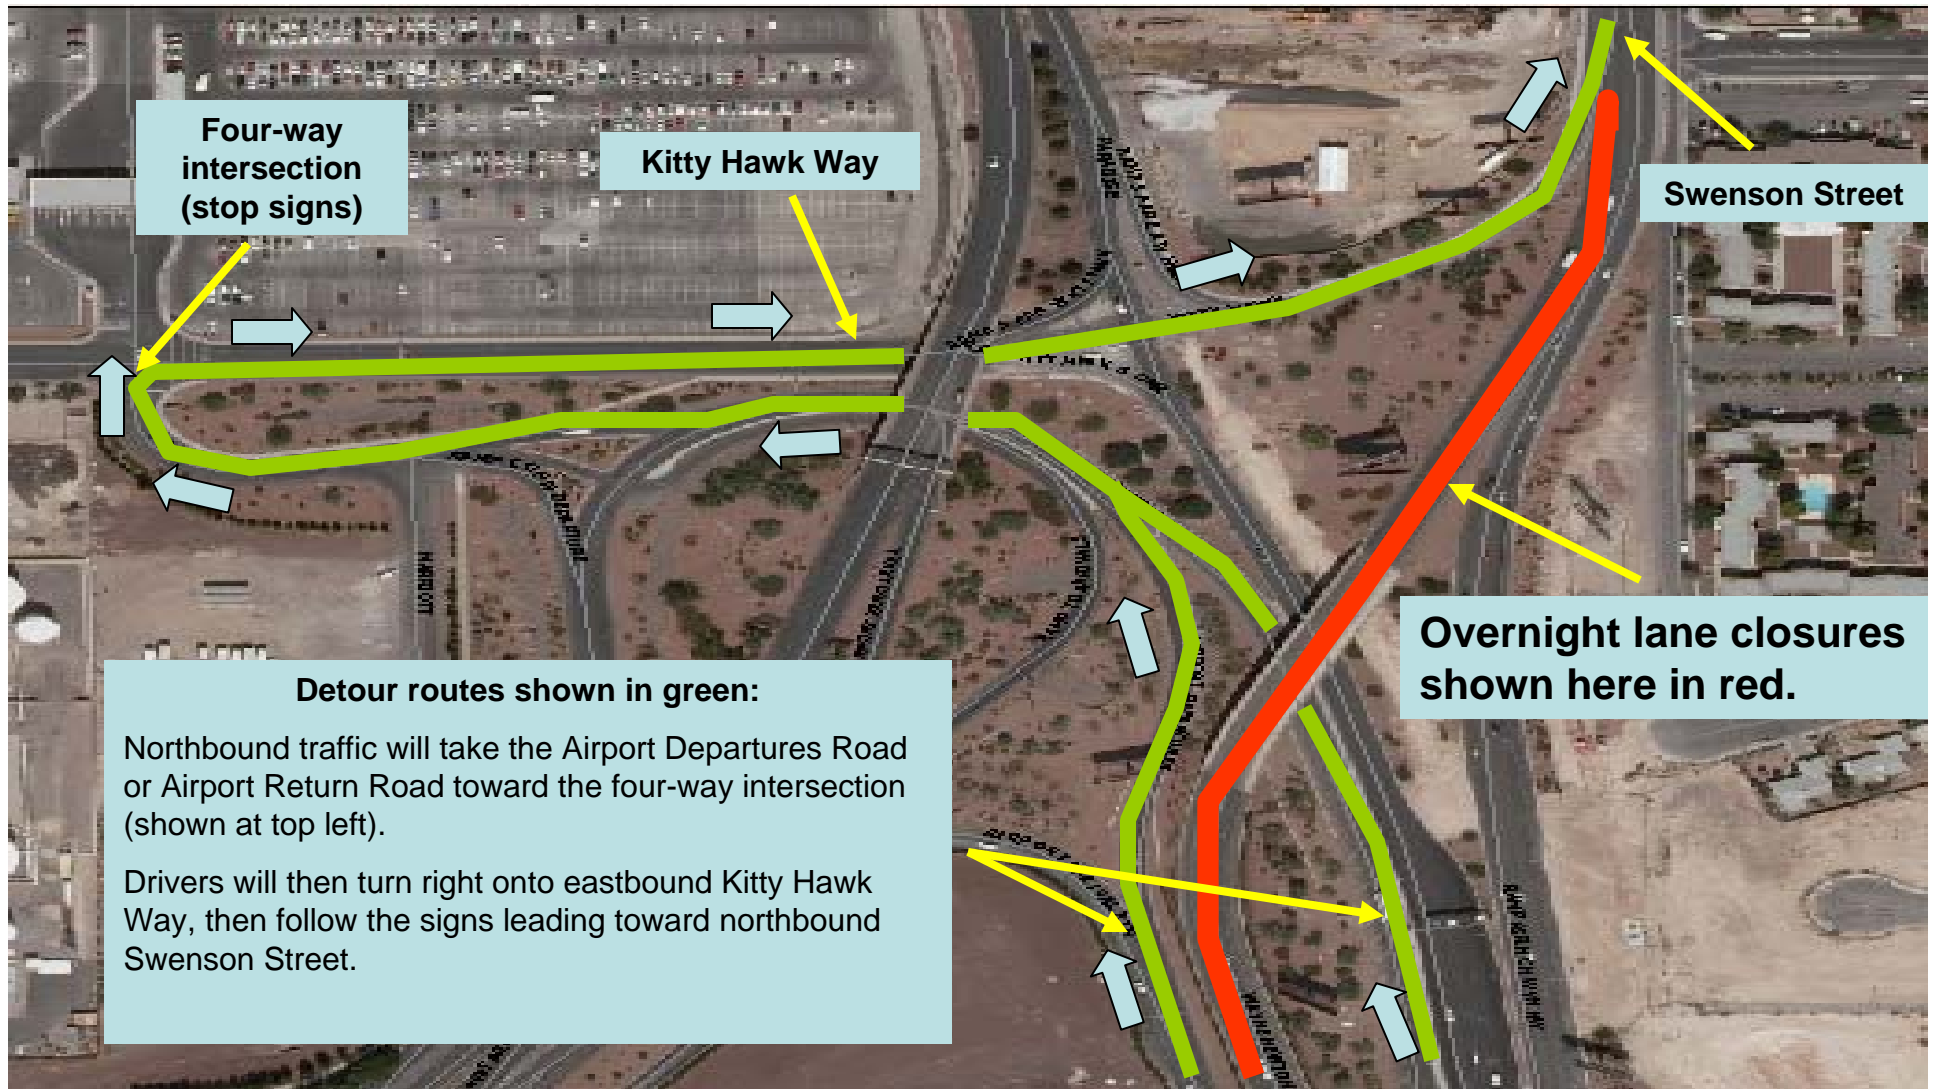 Four-way
intersection
(stop signs)
Kitty Hawk Way
Swenson Street
Overnight lane closures
shown here in red.
Detour routes shown in green:
Northbound traffic will take the Airport Departures Road
or Airport Return Road toward the four-way intersection
(shown at top left).
Drivers will then turn right onto eastbound Kitty Hawk
Way, then follow the signs leading toward northbound
Swenson Street.